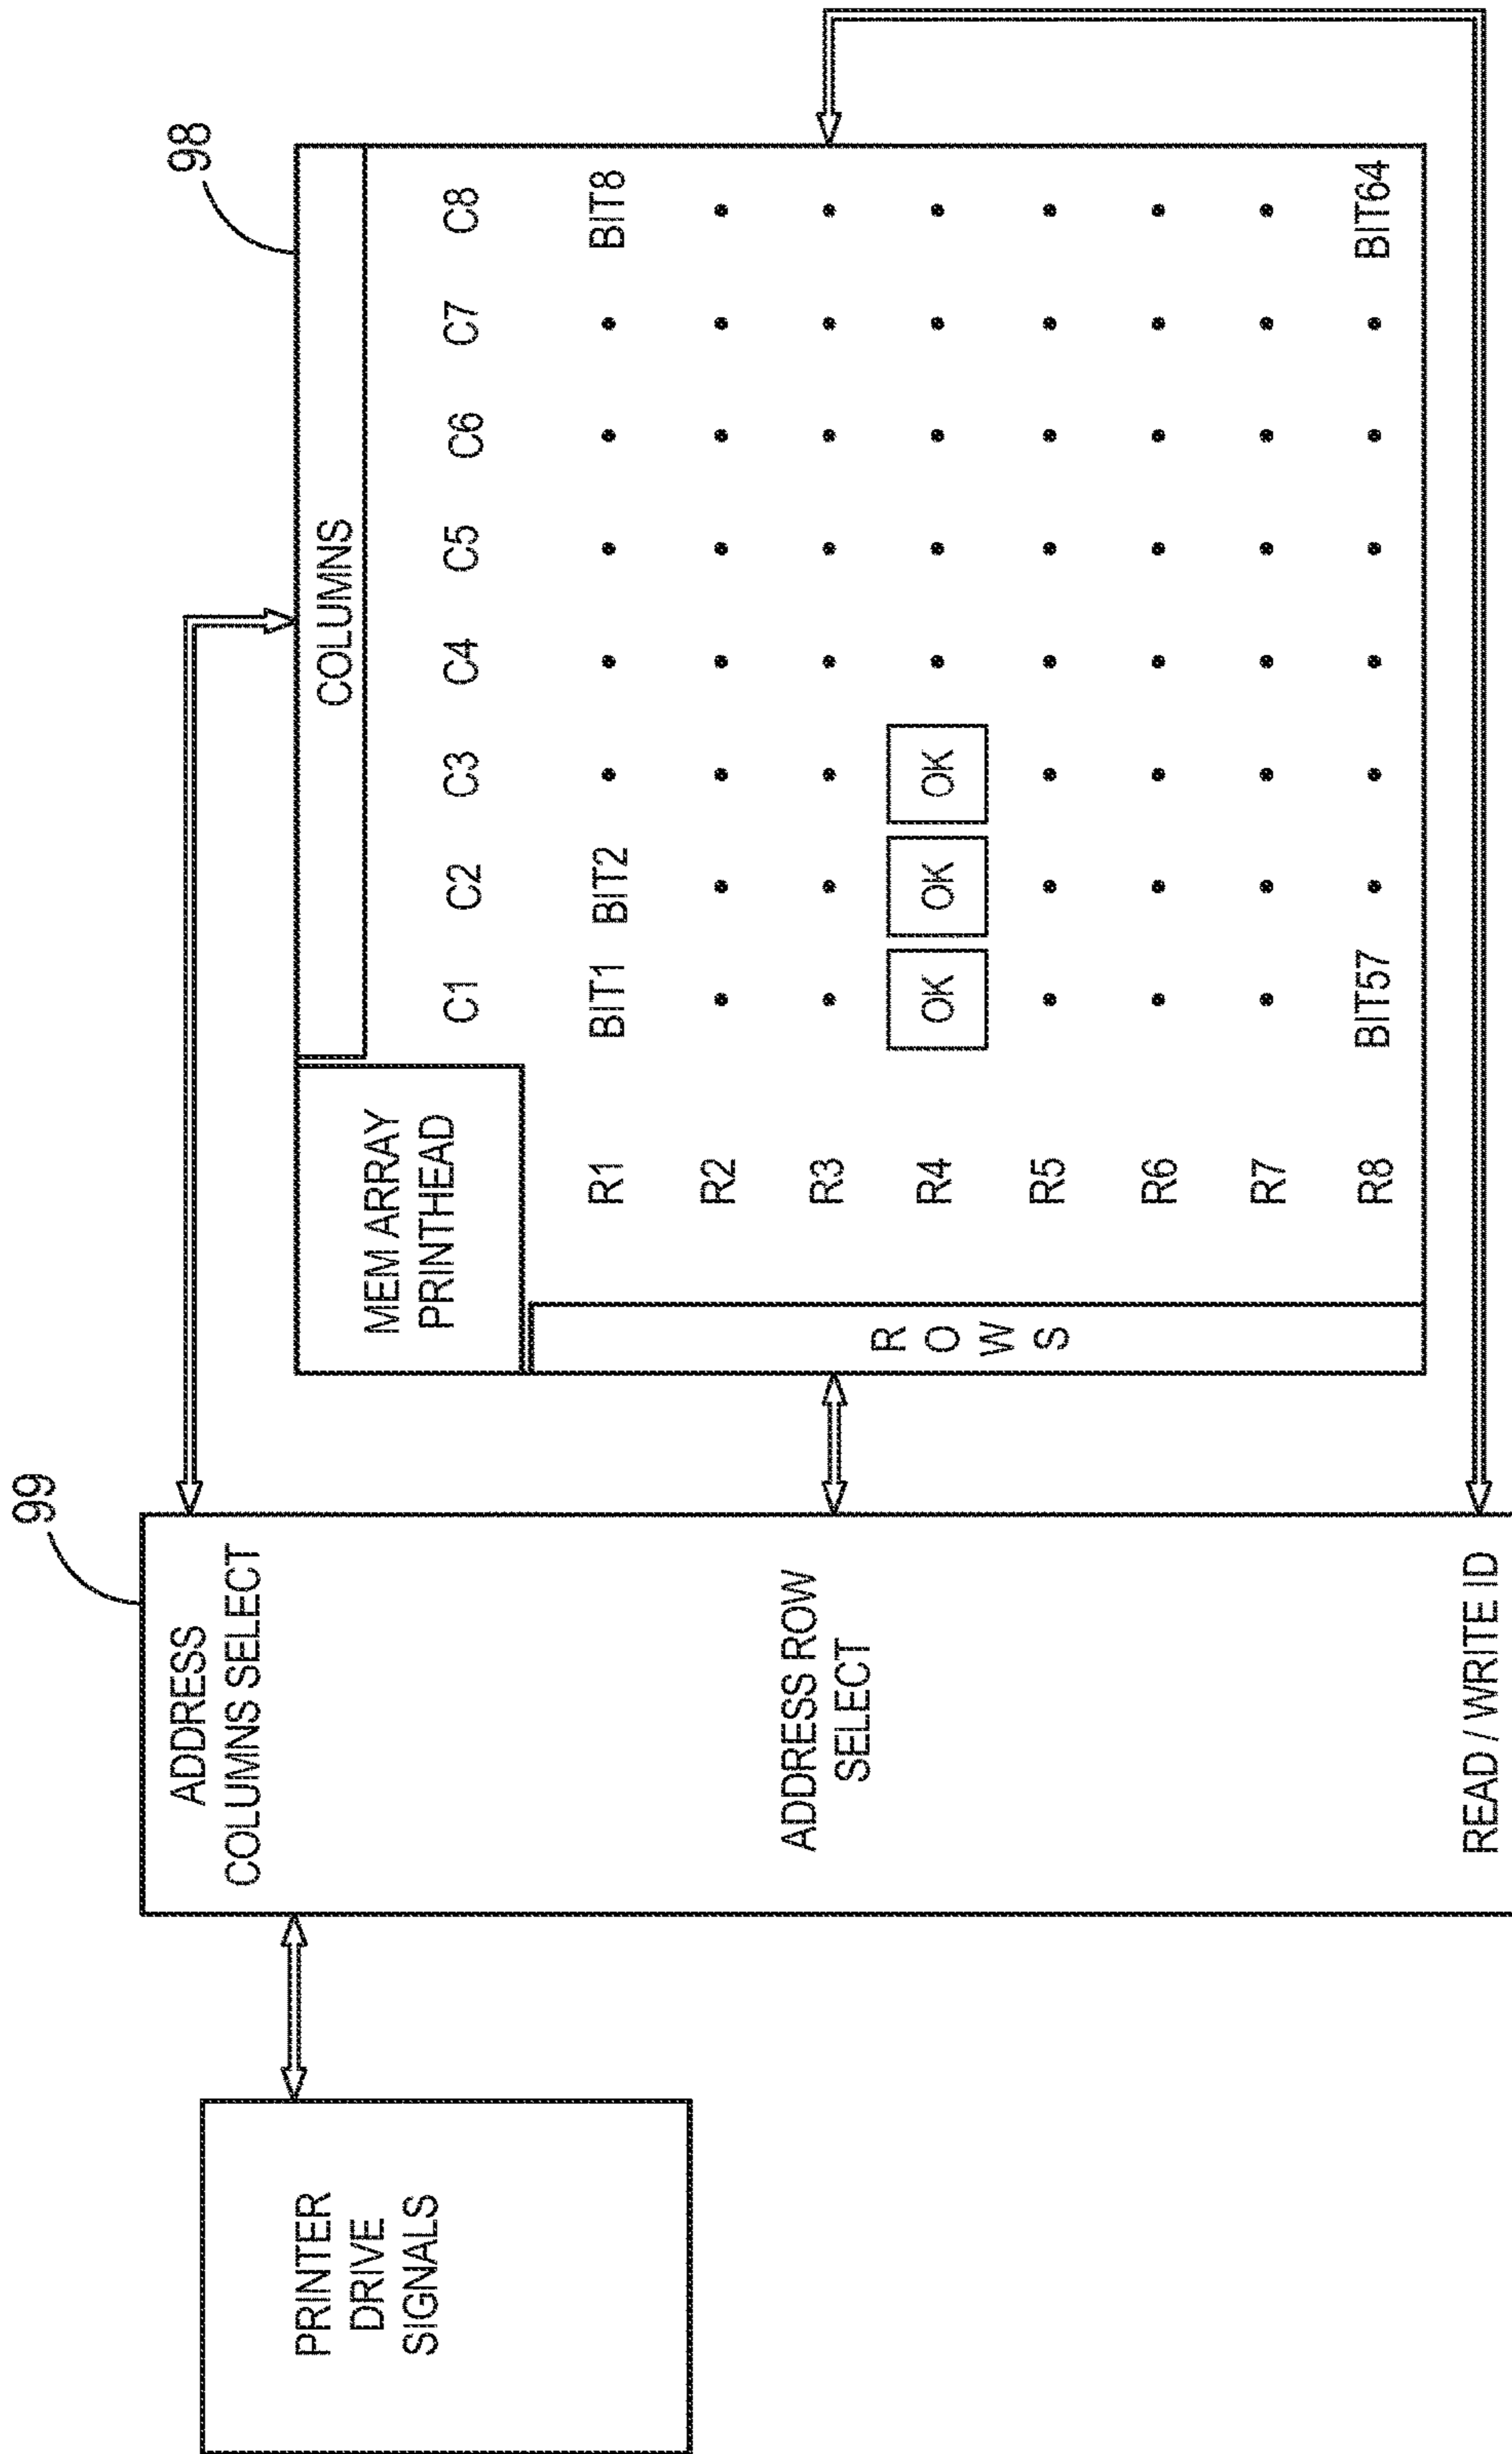 99
98
PRINTER
DRIVE
SIGNALS
ADDRESS
COLUMNS SELECT
ADDRESS ROW
SELECT
READ / WRITE ID
MEM ARRAY
PRINTHEAD
COLUMNS
R
O
W
S
C1 C2 C3 C4 C5 C6 C7 C8
R1 BIT1 BIT2 • • • • • BIT8
R2 • • • • • • • •
R3 • • • • • • • •
R4 OK OK OK • • • • •
R5 • • • • • • • •
R6 • • • • • • • •
R7 • • • • • • • •
R8 BIT57 • • • • • • BIT64